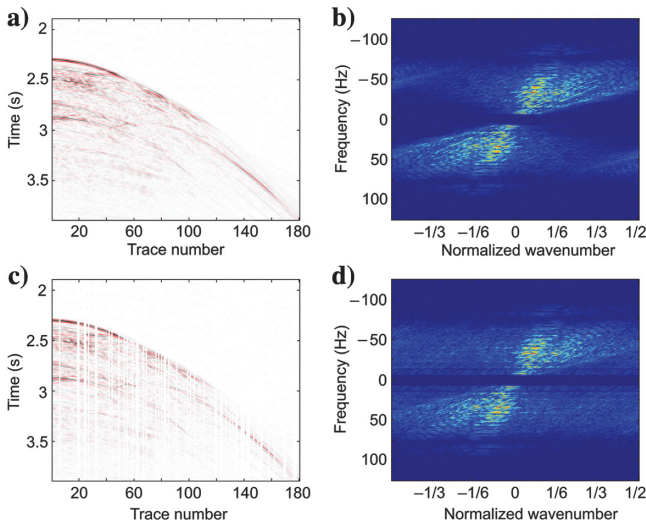 a)
2
2.5
3
3.5
Time (s)
20 60 100 140 180
Trace number
b)
−100
−50
0
50
100
Frequency (Hz)
−1/3 −1/6 0 1/6 1/3 1/2
Normalized wavenumber
c)
2
2.5
3
3.5
Time (s)
20 60 100 140 180
Trace number
d)
−100
−50
0
50
100
Frequency (Hz)
−1/3 −1/6 0 1/6 1/3 1/2
Normalized wavenumber